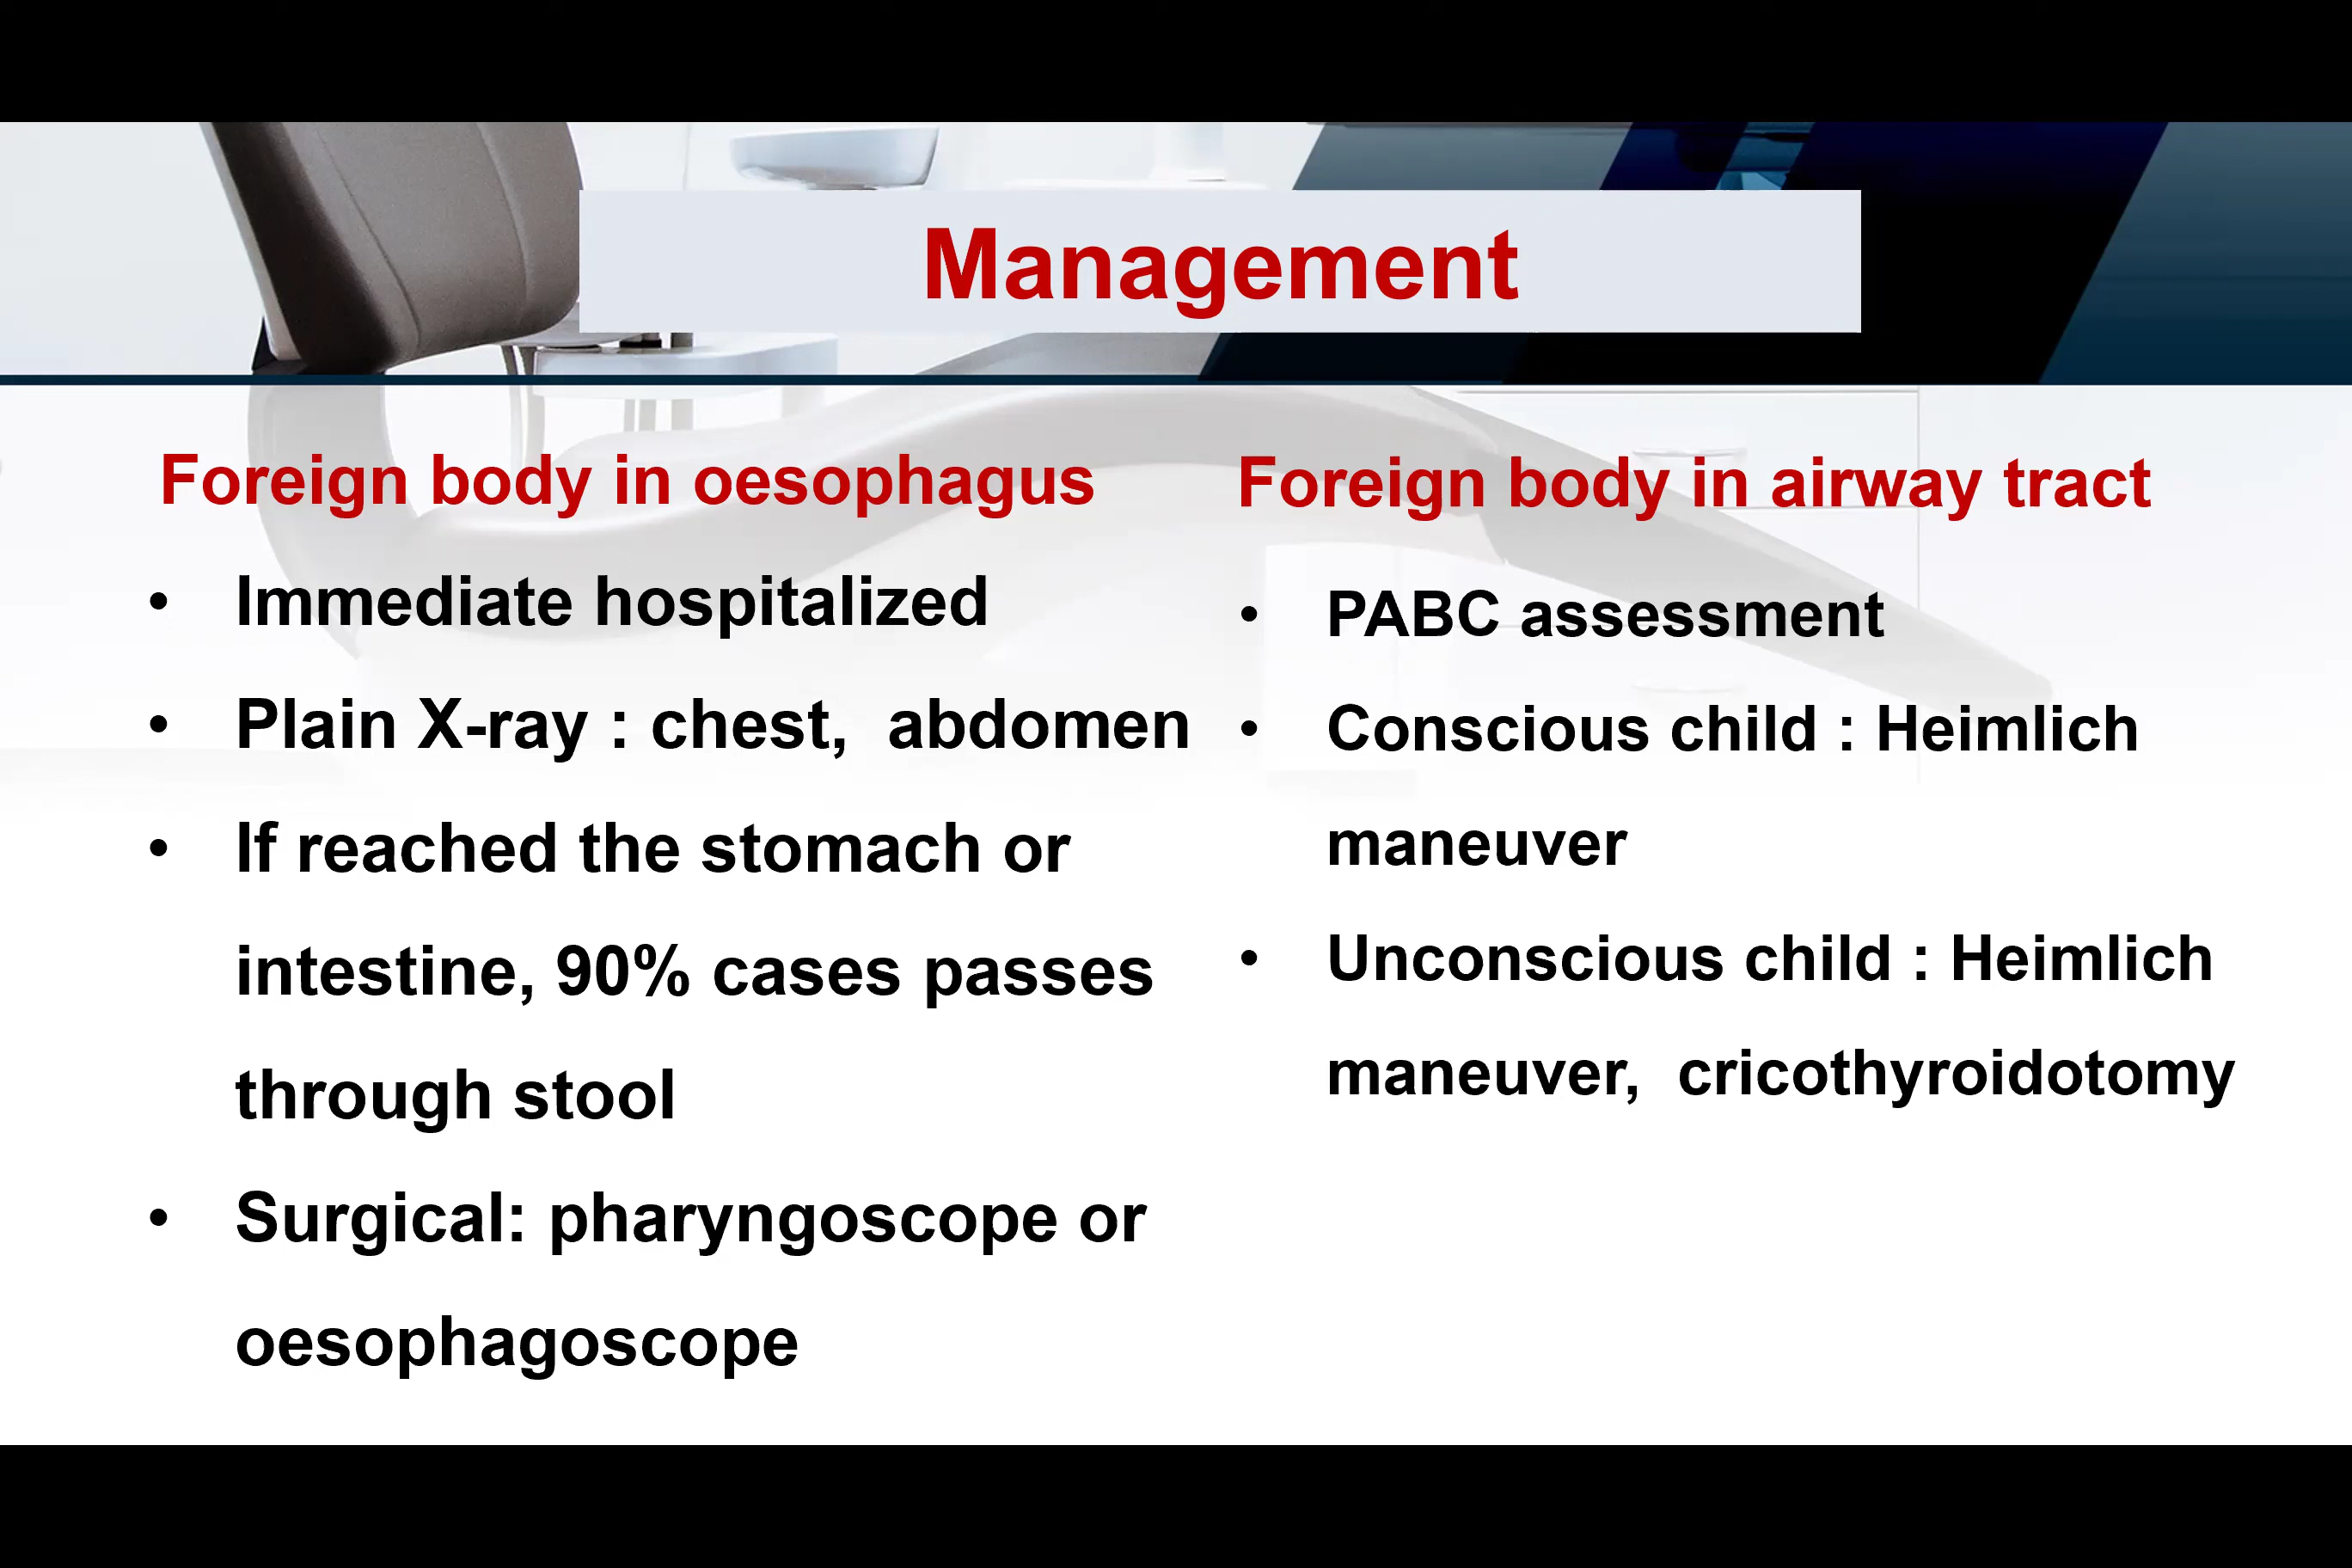 Management
Foreign body in oesophagus
• Immediate hospitalized
• Plain X-ray : chest,  abdomen
• If reached the stomach or
intestine, 90% cases passes
through stool
• Surgical: pharyngoscope or
oesophagoscope
Foreign body in airway tract
• PABC assessment
• Conscious child : Heimlich
maneuver
• Unconscious child : Heimlich
maneuver,  cricothyroidotomy